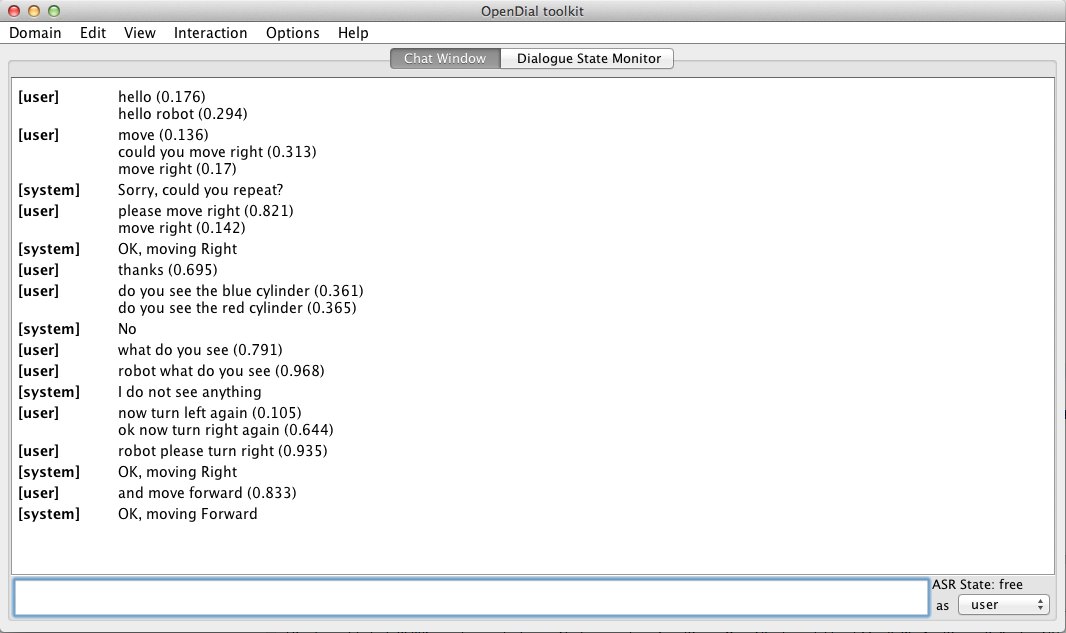 OpenDial toolkit
Domain Edit View Interaction Options Help
Chat Window Dialogue State Monitor
[user] hello (0.176)
hello robot (0.294)
[user] move (0.136)
could you move right (0.313)
move right (0.17)
[system] Sorry, could you repeat?
[user] please move right (0.821)
move right (0.142)
[system] OK, moving Right
[user] thanks (0.695)
[user] do you see the blue cylinder (0.361)
do you see the red cylinder (0.365)
[system] No
[user] what do you see (0.791)
[user] robot what do you see (0.968)
[system] I do not see anything
[user] now turn left again (0.105)
ok now turn right again (0.644)
[user] robot please turn right (0.935)
[system] OK, moving Right
[user] and move forward (0.833)
[system] OK, moving Forward
ASR State: free
as user